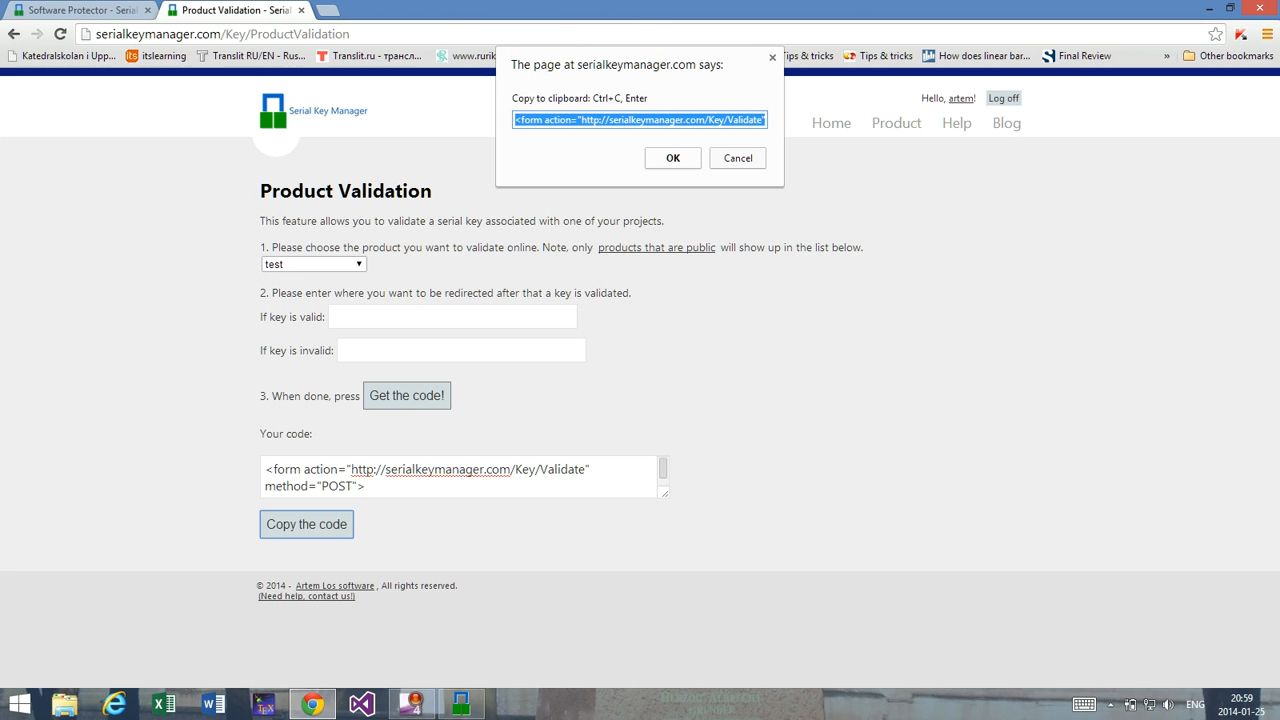 Software Protector - Serial
Product Validation - Serial
serialkeymanager.com/Key/ProductValidation
Katedralskolan i Upp...
itslearning
Translit RU/EN - Rus...
Translit.ru - трансл...
www.rurik
Tips & tricks
Tips & tricks
How does linear bars...
Final Review
»
Other bookmarks
The page at serialkeymanager.com says:
Copy to clipboard: Ctrl+C, Enter
<form action="http://serialkeymanager.com/Key/Validate"
OK
Cancel
Serial Key Manager
Hello, artem!
Log off
Home
Product
Help
Blog
Product Validation
This feature allows you to validate a serial key associated with one of your projects.
1. Please choose the product you want to validate online. Note, only products that are public will show up in the list below.
test
2. Please enter where you want to be redirected after that a key is validated.
If key is valid:
If key is invalid:
3. When done, press Get the code!
Your code:
<form action="http://serialkeymanager.com/Key/Validate"
method="POST">
Copy the code
© 2014 - Artem Los software , All rights reserved.
(Need help, contact us!)
ENG
20:59
2014-01-25